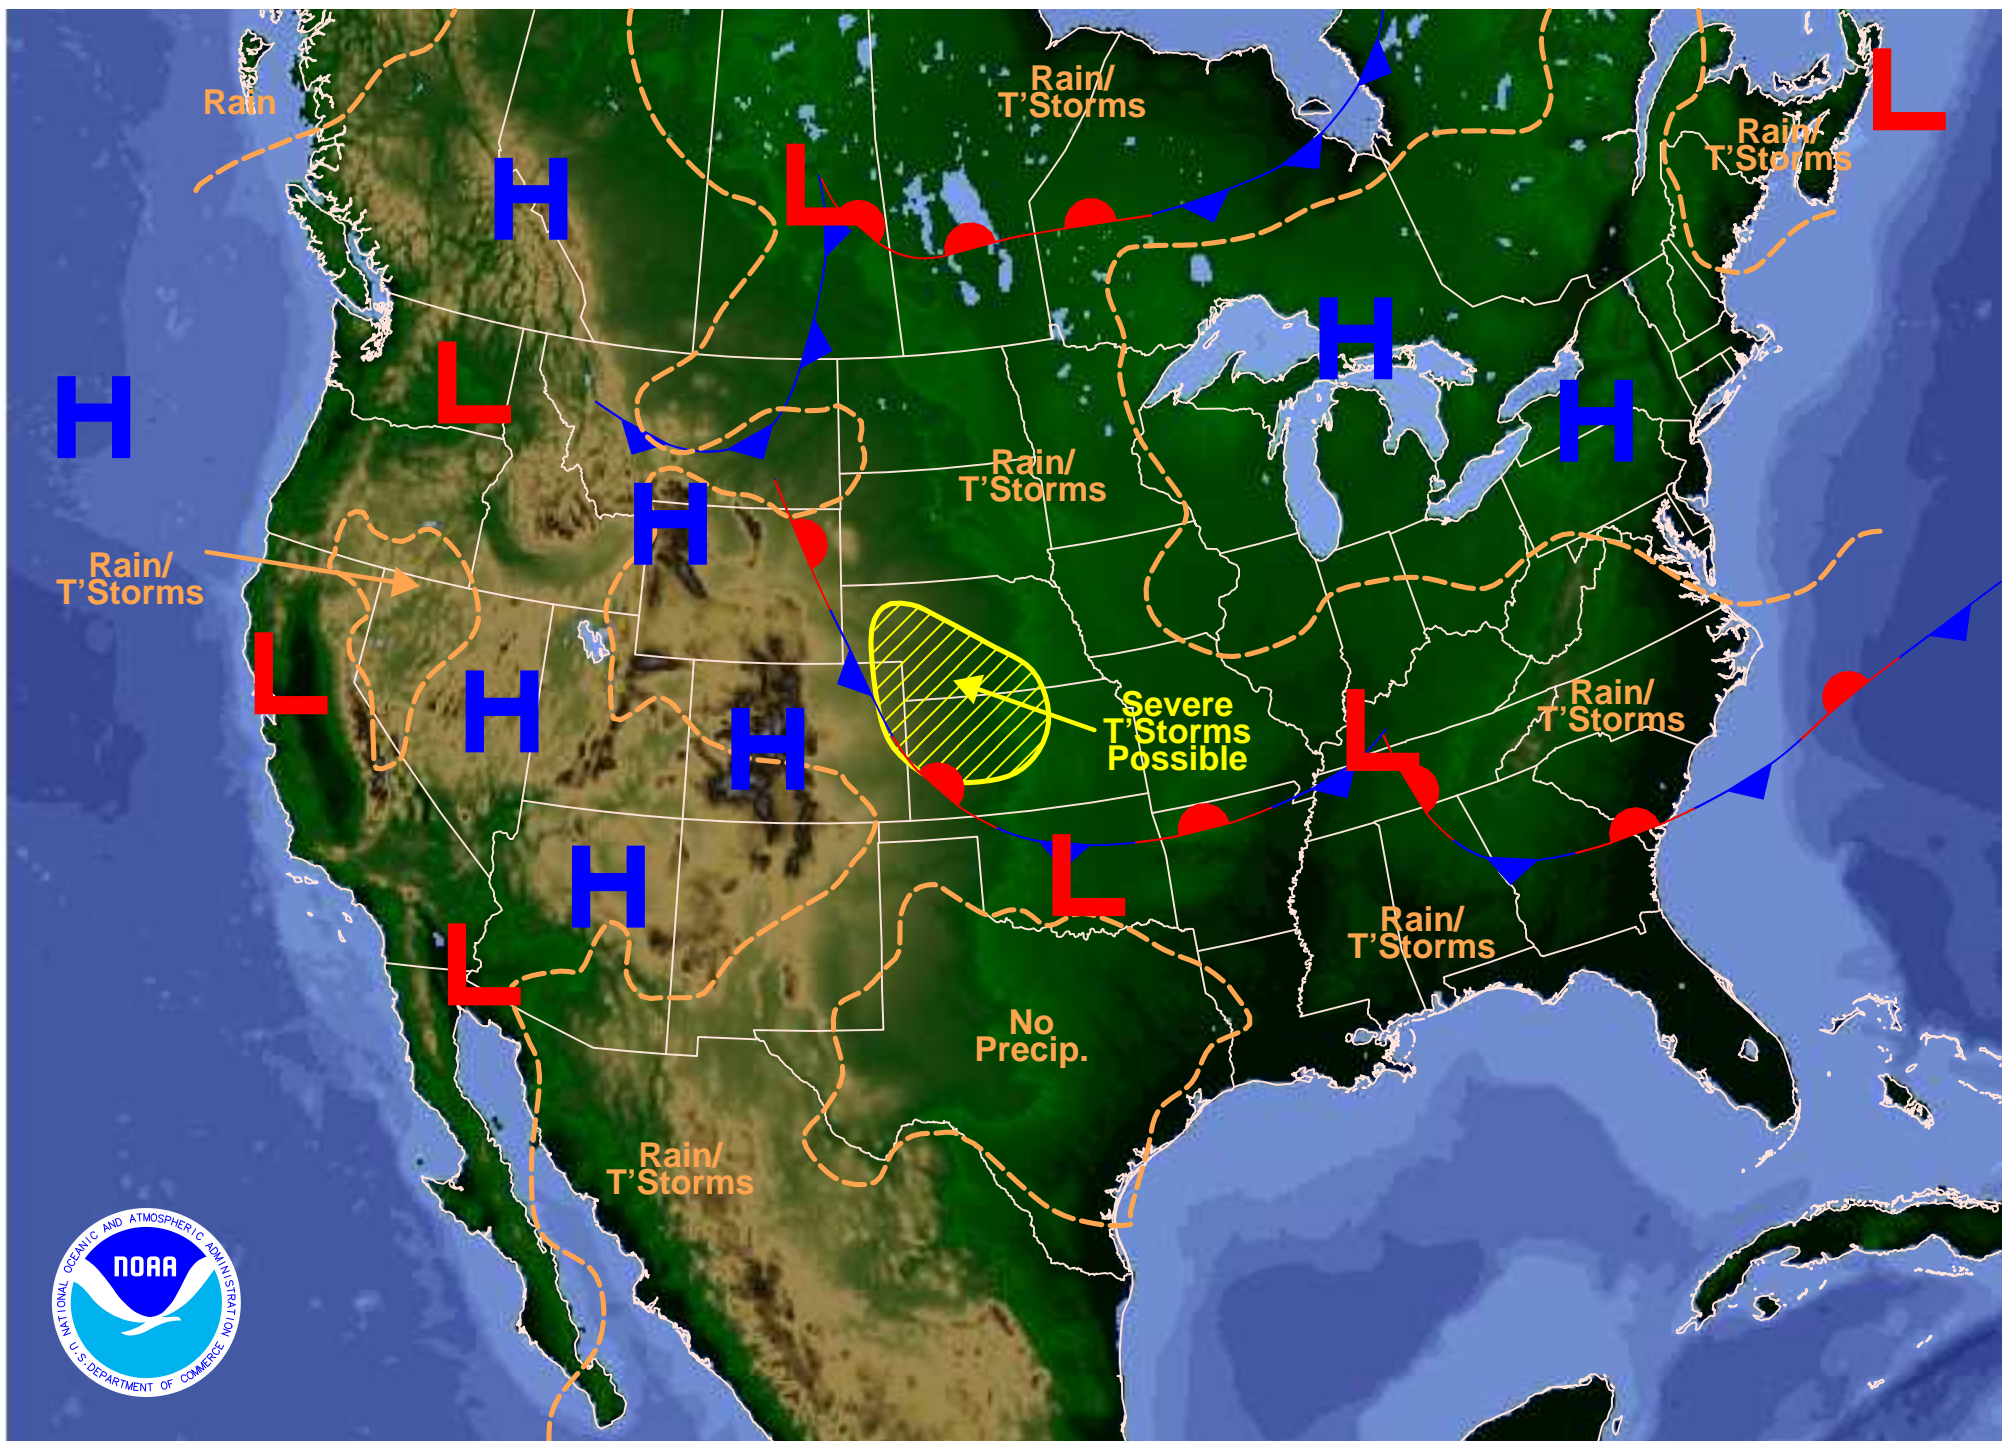 Rain/
T’Storms
Rain
Rain/
T’Storms
L
L
H
L
H
H
L
H
H
Rain/
T’Storms
H
Rain/
T’Storms
L
H
Severe
T’Storms
Possible
L
Rain/
T’Storms
H
L
H
Rain/
T’Storms
L
No
Precip.
Rain/
T’Storms
NATIONAL OCEANIC AND ATMOSPHERIC ADMINISTRATION
NOAA
U.S. DEPARTMENT OF COMMERCE